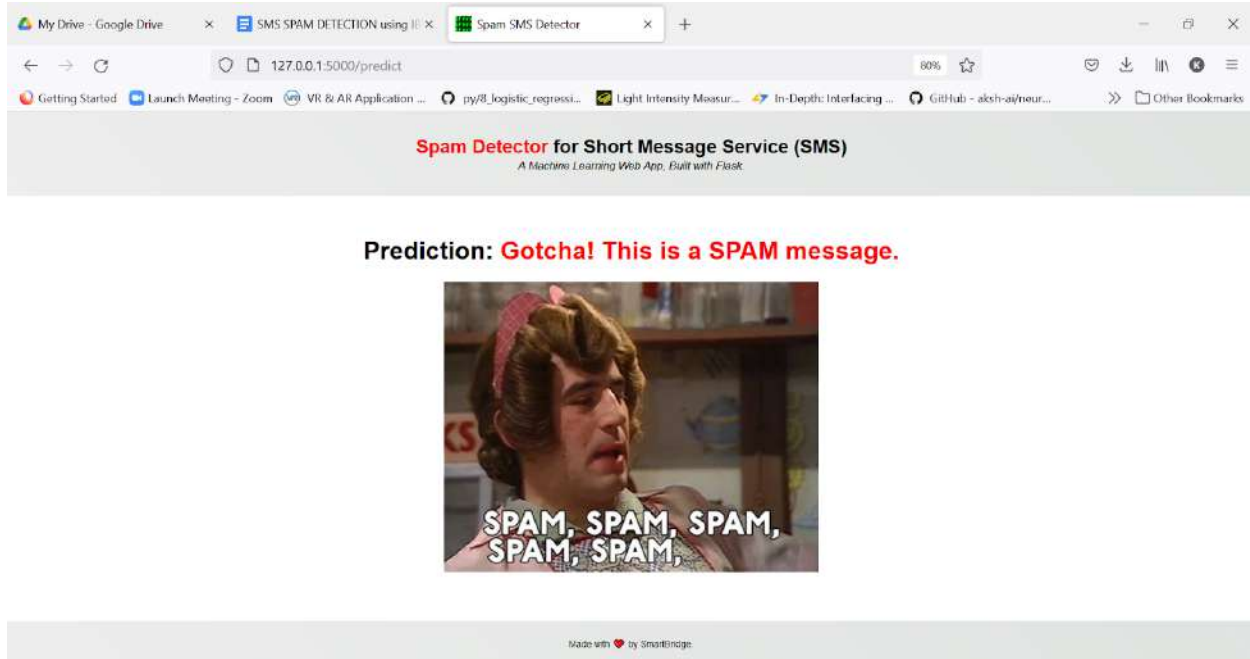 My Drive - Google Drive
SMS SPAM DETECTION using IB
Spam SMS Detector
127.0.0.1:5000/predict
80%
K
Getting Started
Launch Meeting - Zoom
VR & AR Application ...
py/8_logistic_regressi...
Light Intensity Measur...
In-Depth: Interfacing ...
GitHub - aksh-ai/neur...
Other Bookmarks
Spam Detector for Short Message Service (SMS)
A Machine Learning Web App, Built with Flask.
Prediction: Gotcha! This is a SPAM message.
KS
SPAM, SPAM, SPAM,
SPAM, SPAM,
Made with ❤ by SmartBridge.